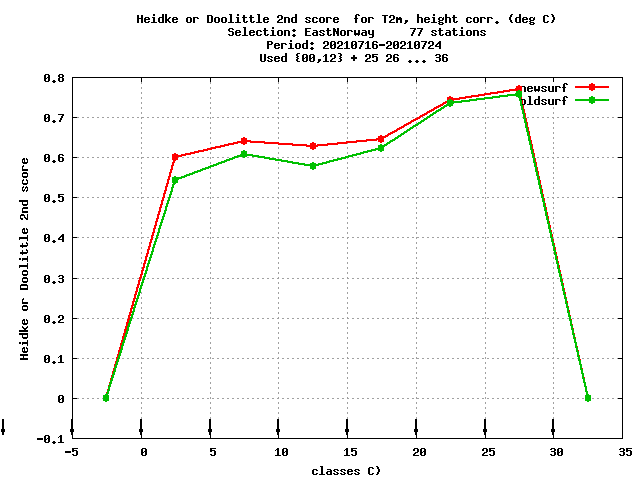 Heidke or Doolittle 2nd score  for T2m, height corr. (deg C)
Selection: EastNorway     77 stations
Period: 20210716-20210724
Used {00,12} + 25 26 ... 36
0.8
0.7
0.6
0.5
0.4
0.3
0.2
0.1
0
-0.1
Heidke or Doolittle 2nd score
newsurf
oldsurf
-5 0 5 10 15 20 25 30 35
classes C)